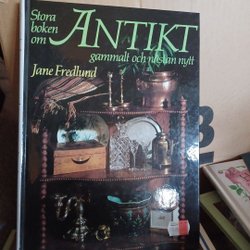 Stora
boken
om
ANTIKT
gammalt och nästan nytt
Jane Fredlund